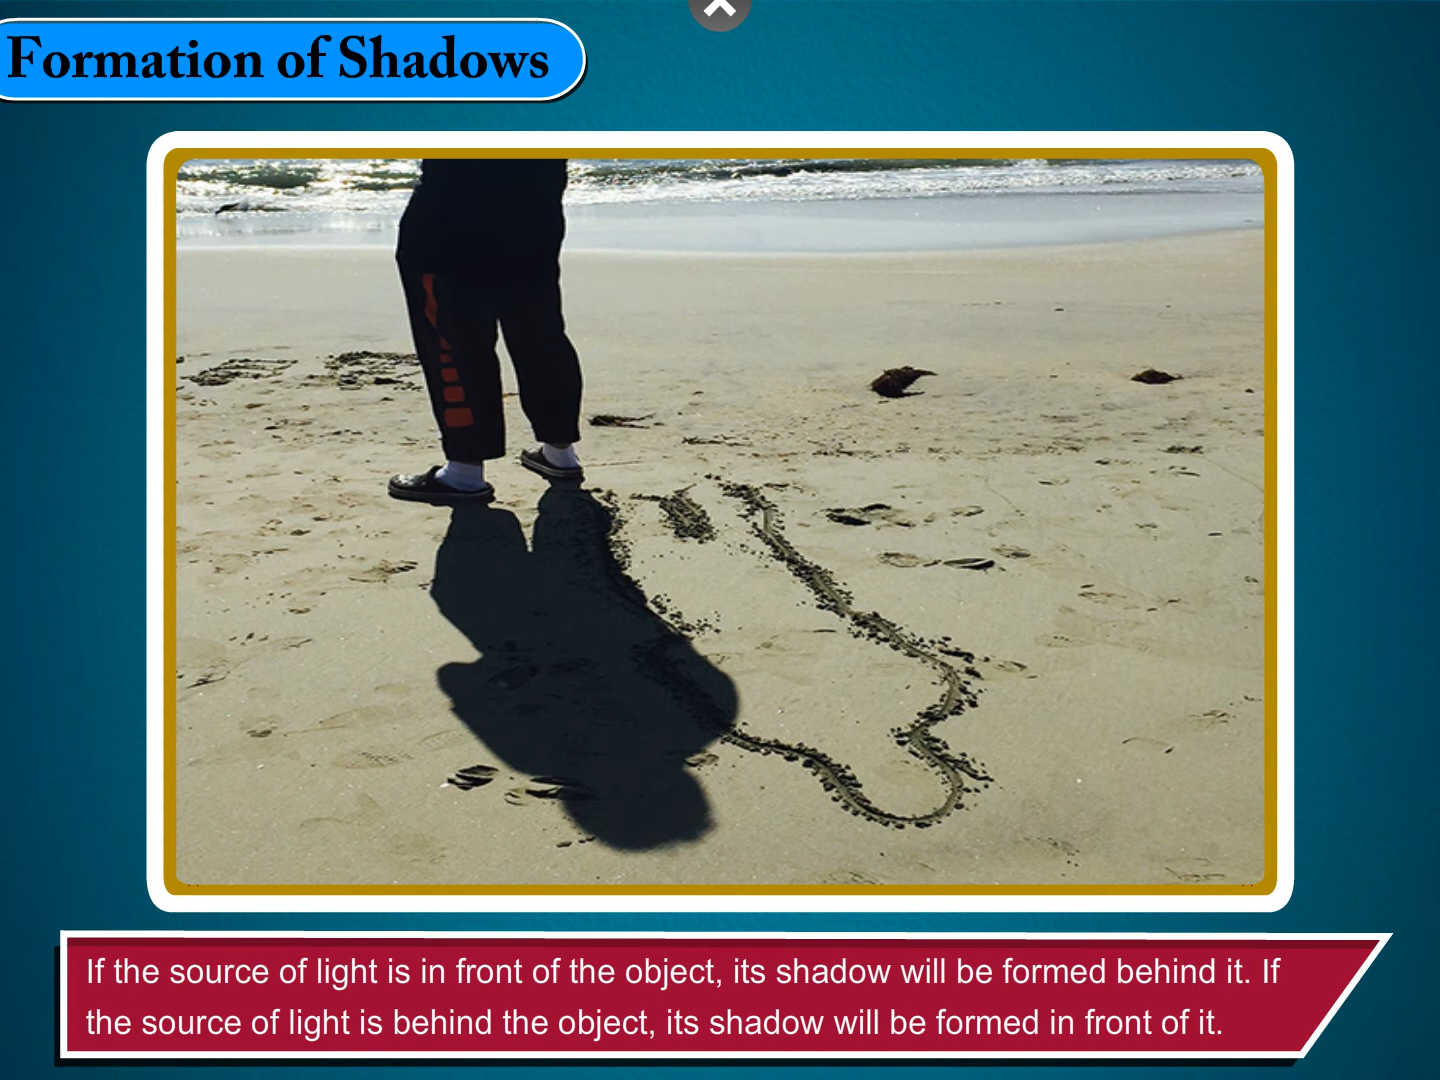 Formation of Shadows
If the source of light is in front of the object, its shadow will be formed behind it. If
the source of light is behind the object, its shadow will be formed in front of it.